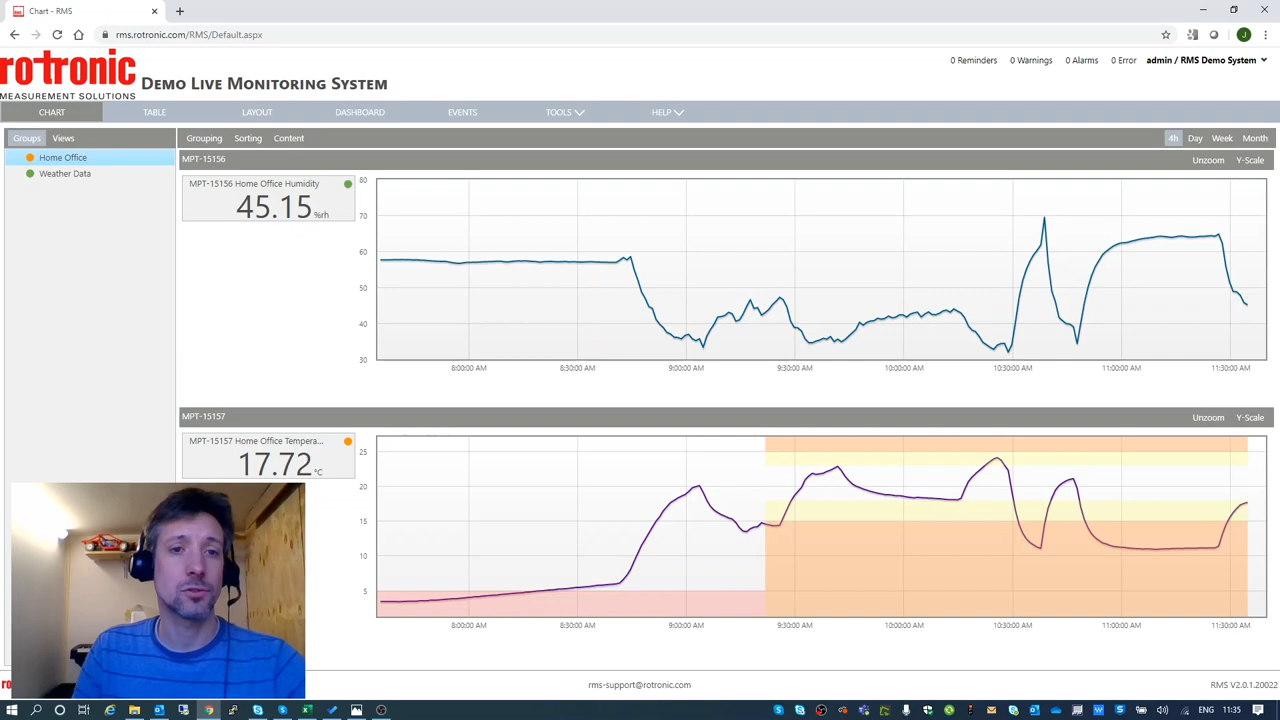 Chart - RMS
rms.rotronic.com/RMS/Default.aspx
J
rotronic
MEASUREMENT SOLUTIONS
DEMO LIVE MONITORING SYSTEM
0 Reminders 0 Warnings 0 Alarms 0 Error admin / RMS Demo System
CHART TABLE LAYOUT DASHBOARD EVENTS TOOLS HELP
Groups Views
Grouping Sorting Content
4h Day Week Month
Home Office
Weather Data
MPT-15156
Unzoom Y-Scale
MPT-15156 Home Office Humidity
45.15 %rh
80
70
60
50
40
30
8:00:00 AM 8:30:00 AM 9:00:00 AM 9:30:00 AM 10:00:00 AM 10:30:00 AM 11:00:00 AM 11:30:00 AM
MPT-15157
Unzoom Y-Scale
MPT-15157 Home Office Tempera...
17.72 °C
25
20
15
10
5
8:00:00 AM 8:30:00 AM 9:00:00 AM 9:30:00 AM 10:00:00 AM 10:30:00 AM 11:00:00 AM 11:30:00 AM
ro
rms-support@rotronic.com
RMS V2.0.1.20022
ENG 11:35